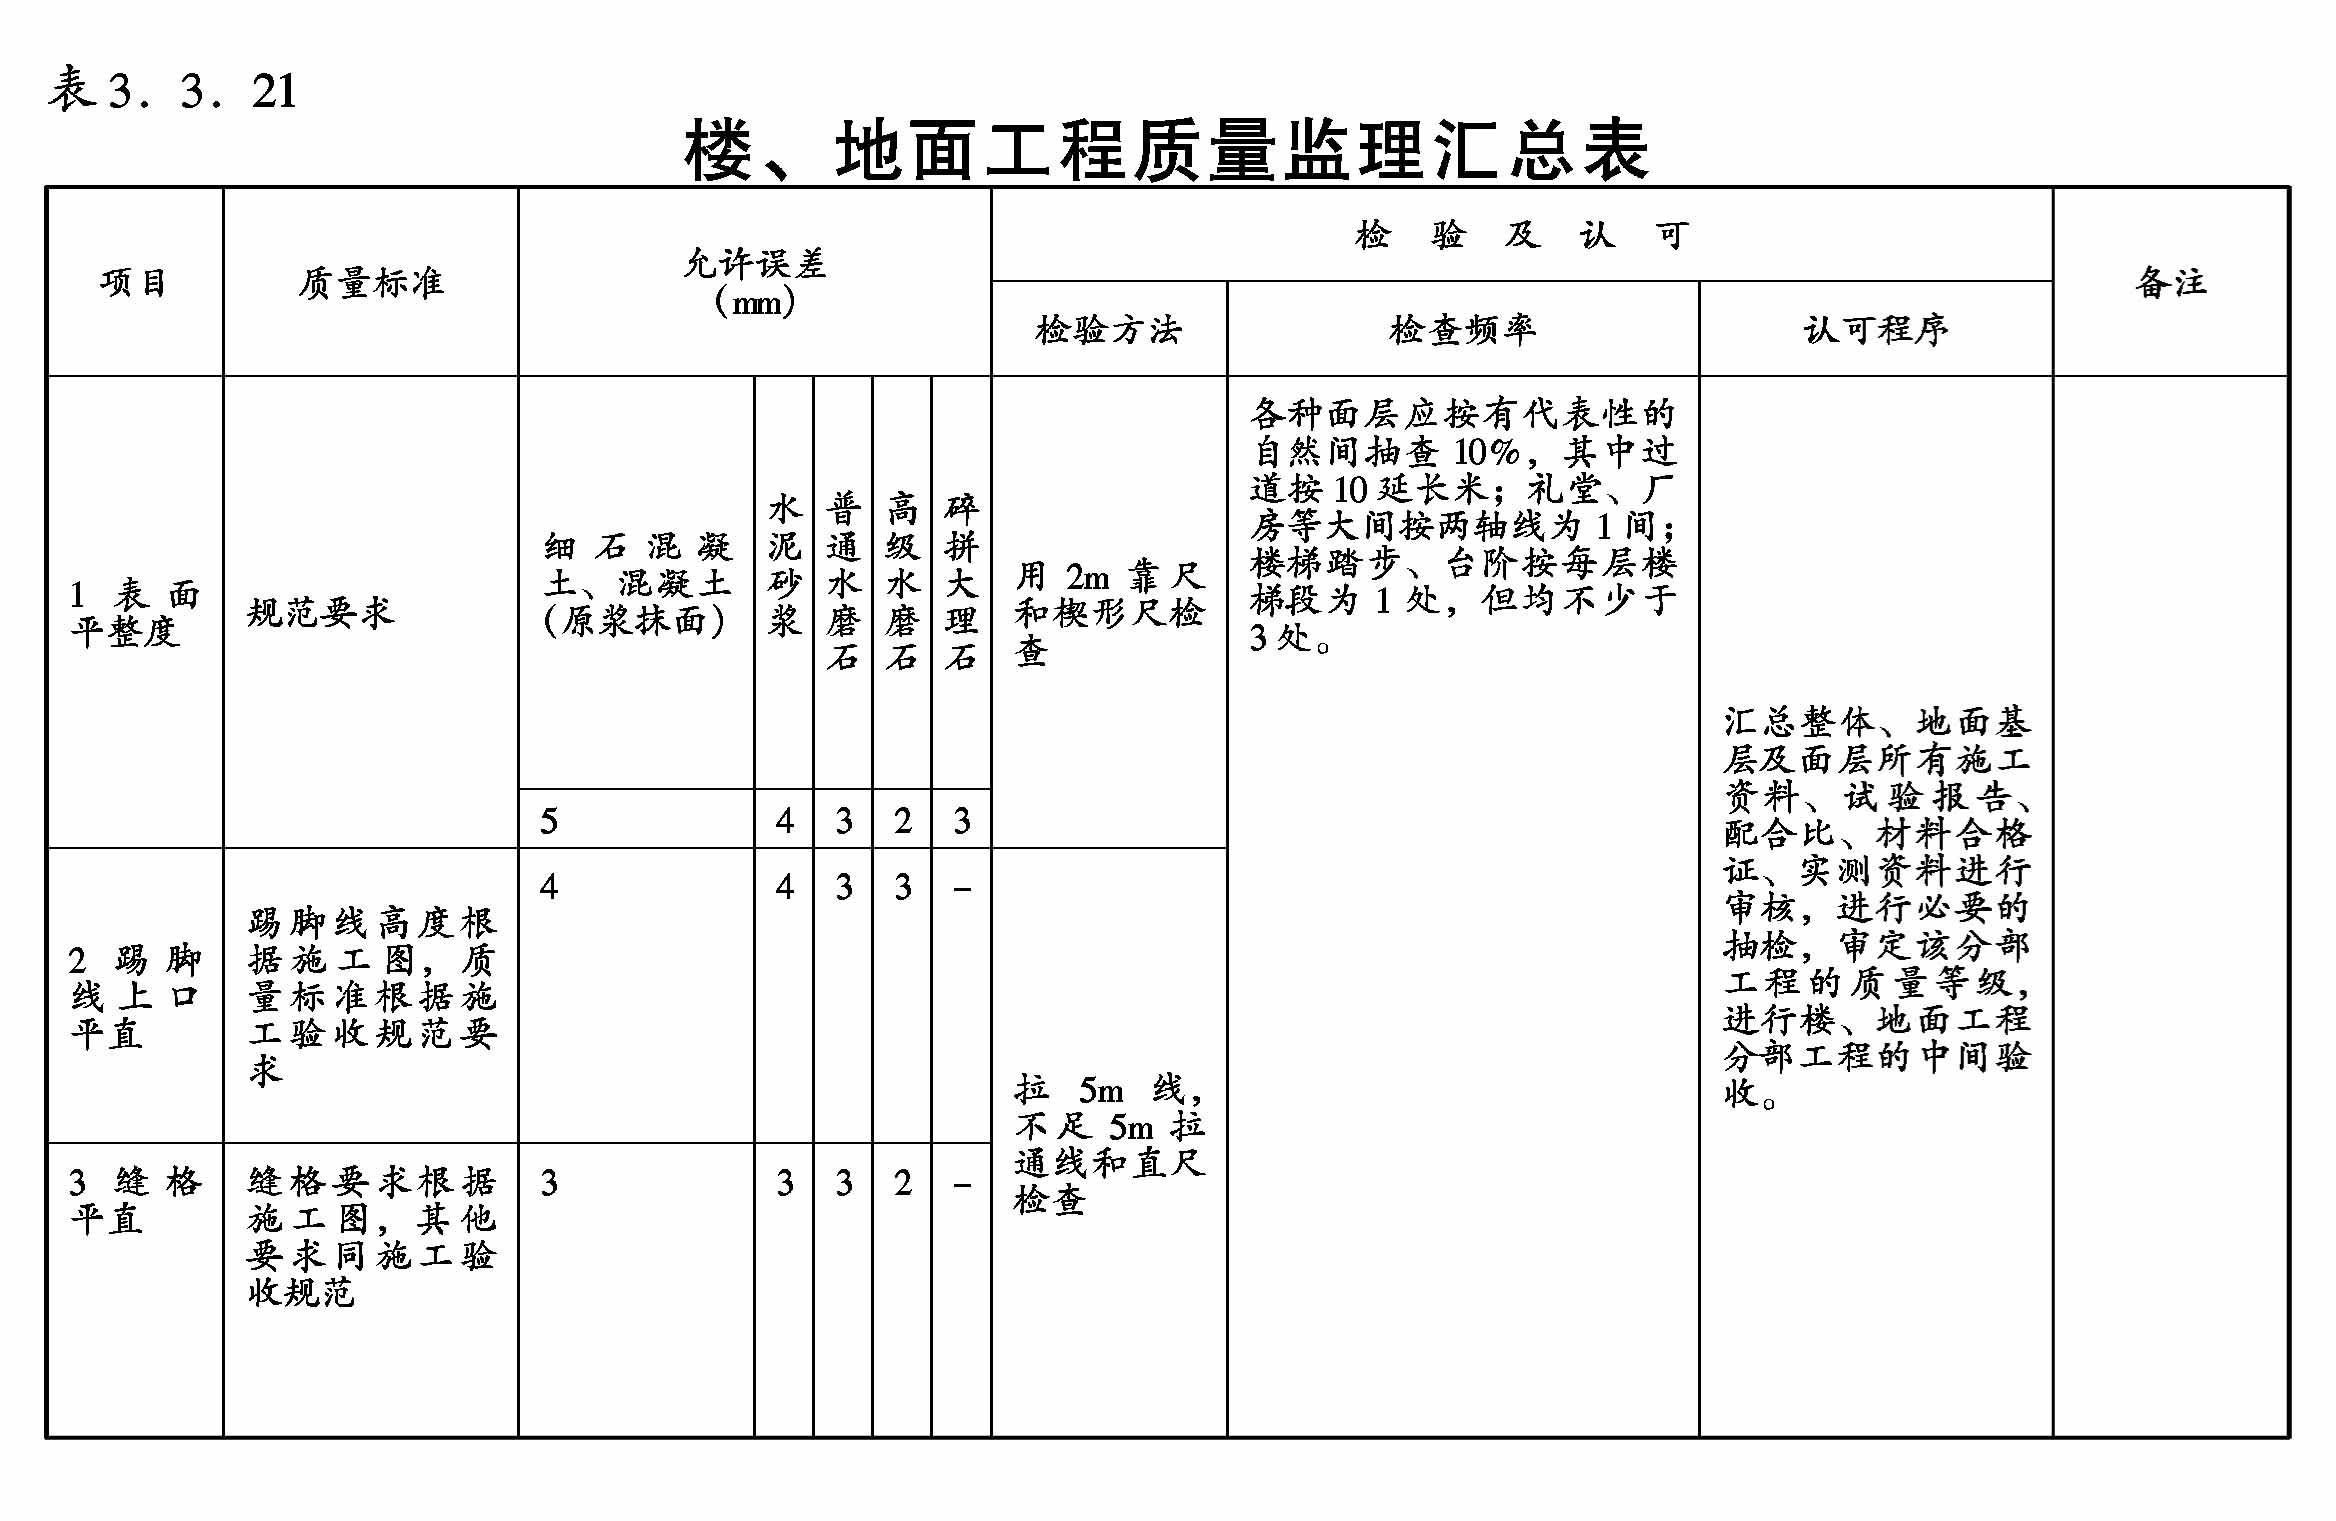 表3．3．21
楼、地面工程质量监理汇总表
项目
质量标准
允许误差
（mm）
检 验 及 认 可
备注
检验方法
检查频率
认可程序
1 表 面
平整度
规范要求
细 石 混 凝
土、混凝土
（原浆抹面）
水
泥
砂
浆
普
通
水
磨
石
高
级
水
磨
石
碎
拼
大
理
石
5
4
3
2
3
用 2m 靠尺
和楔形尺检
查
各种面层应按有代表性的
自然间抽查 10%，其中过
道按 10 延长米；礼堂、厂
房等大间按两轴线为 1 间；
楼梯踏步、台阶按每层楼
梯段为 1 处，但均不少于
3 处。
汇总整体、地面基
层及面层所有施工
资料、试验报告、
配合比、材料合格
证、实测资料进行
审核，进行必要的
抽检，审定该分部
工程的质量等级，
进行楼、地面工程
分部工程的中间验
收。
2 踢 脚
线 上 口
平直
踢脚线高度根
据施工图，质
量标准根据施
工验收规范要
求
4
4
3
3
–
拉 5m 线，
不足 5m 拉
通线和直尺
检查
3 缝 格
平直
缝格要求根据
施工图，其他
要求同施工验
收规范
3
3
3
2
–